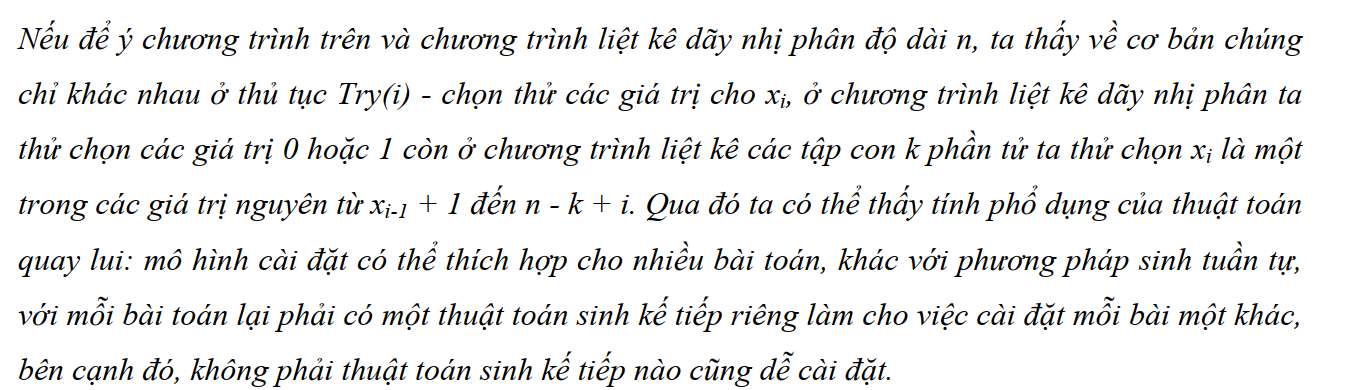 Nếu để ý chương trình trên và chương trình liệt kê dãy nhị phân độ dài n, ta thấy về cơ bản chúng
chỉ khác nhau ở thủ tục Try(i) - chọn thử các giá trị cho xi, ở chương trình liệt kê dãy nhị phân ta
thử chọn các giá trị 0 hoặc 1 còn ở chương trình liệt kê các tập con k phần tử ta thử chọn xi là một
trong các giá trị nguyên từ xi-1 + 1 đến n - k + i. Qua đó ta có thể thấy tính phổ dụng của thuật toán
quay lui: mô hình cài đặt có thể thích hợp cho nhiều bài toán, khác với phương pháp sinh tuần tự,
với mỗi bài toán lại phải có một thuật toán sinh kế tiếp riêng làm cho việc cài đặt mỗi bài một khác,
bên cạnh đó, không phải thuật toán sinh kế tiếp nào cũng dễ cài đặt.